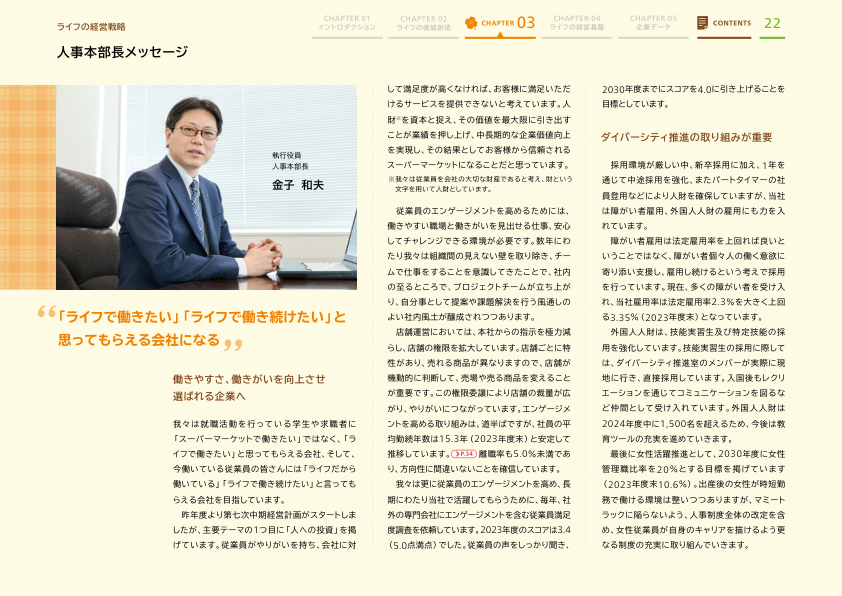 ライフの経営戦略
人事本部長メッセージ
CHAPTER 01
イントロダクション
CHAPTER 02
ライフの価値創造
CHAPTER 03
CHAPTER 04
ライフの経営基盤
CHAPTER 05
企業データ
CONTENTS
22
執行役員
人事本部長
金子 和夫
“「ライフで働きたい」「ライフで働き続けたい」と
思ってもらえる会社になる”
働きやすさ、働きがいを向上させ
選ばれる企業へ
我々は就職活動を行っている学生や求職者に
「スーパーマーケットで働きたい」ではなく、「ラ
イフで働きたい」と思ってもらえる会社、そして、
今働いている従業員の皆さんには「ライフだから
働いている」「ライフで働き続けたい」と言っても
らえる会社を目指しています。
昨年度より第七次中期経営計画がスタートしま
したが、主要テーマの1つ目に「人への投資」を掲
げています。従業員がやりがいを持ち、会社に対
して満足度が高くなければ、お客様に満足いただ
けるサービスを提供できないと考えています。人
財※を資本と捉え、その価値を最大限に引き出す
ことが業績を押し上げ、中長期的な企業価値向上
を実現し、その結果としてお客様から信頼される
スーパーマーケットになることだと思っています。
※我々は従業員を会社の大切な財産であると考え、財という
文字を用いて人財としています。
従業員のエンゲージメントを高めるためには、
働きやすい職場と働きがいを見出せる仕事、安心
してチャレンジできる環境が必要です。数年にわ
たり我々は組織間の見えない壁を取り除き、チー
ムで仕事をすることを意識してきたことで、社内
の至るところで、プロジェクトチームが立ち上が
り、自分事として提案や課題解決を行う風通しの
よい社内風土が醸成されつつあります。
店舗運営においては、本社からの指示を極力減
らし、店舗の権限を拡大しています。店舗ごとに特
性があり、売れる商品が異なりますので、店舗が
機動的に判断して、売場や売る商品を変えること
が重要です。この権限委譲により店舗の裁量が広
がり、やりがいにつながっています。エンゲージメ
ントを高める取り組みは、道半ばですが、社員の平
均勤続年数は15.3年（2023年度末）と安定して
推移しています。P.34 離職率も5.0%未満であ
り、方向性に間違いないことを確信しています。
我々は更に従業員のエンゲージメントを高め、長
期にわたり当社で活躍してもらうために、毎年、社
外の専門会社にエンゲージメントを含む従業員満足
度調査を依頼しています。2023年度のスコアは3.4
（5.0点満点）でした。従業員の声をしっかり聞き、
2030年度までにスコアを4.0に引き上げることを
目標としています。
ダイバーシティ推進の取り組みが重要
採用環境が厳しい中、新卒採用に加え、1年を
通じて中途採用を強化、またパートタイマーの社
員登用などにより人財を確保していますが、当社
は障がい者雇用、外国人人財の雇用にも力を入
れています。
障がい者雇用は法定雇用率を上回れば良いと
いうことではなく、障がい者個々人の働く意欲に
寄り添い支援し、雇用し続けるという考えで採用
を行っています。現在、多くの障がい者を受け入
れ、当社雇用率は法定雇用率2.3%を大きく上回
る3.35%（2023年度末）となっています。
外国人人財は、技能実習生及び特定技能の採
用を強化しています。技能実習生の採用に際して
は、ダイバーシティ推進室のメンバーが実際に現
地に行き、直接採用しています。入国後もレクリ
エーションを通じてコミュニケーションを図るな
ど仲間として受け入れています。外国人人財は
2024年度中に1,500名を超えるため、今後は教
育ツールの充実を進めていきます。
最後に女性活躍推進として、2030年度に女性
管理職比率を20%とする目標を掲げています
（2023年度末10.6%）。出産後の女性が時短勤
務で働ける環境は整いつつありますが、マミート
ラックに陥らないよう、人事制度全体の改定を含
め、女性従業員が自身のキャリアを描けるよう更
なる制度の充実に取り組んでいきます。